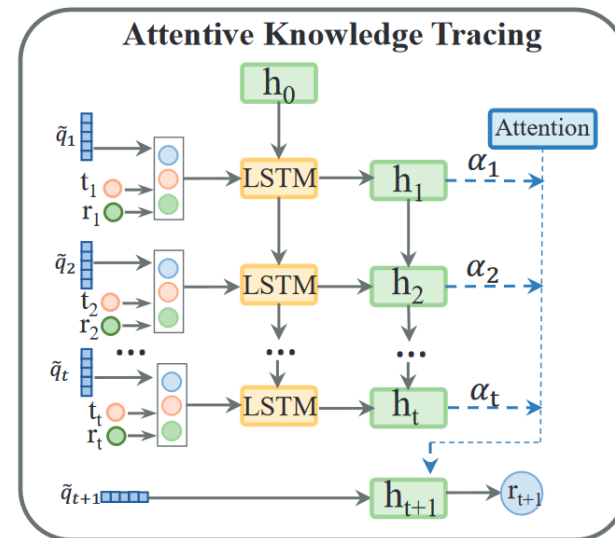 Attentive Knowledge Tracing
h₀
Attention
q̃₁
t₁
r₁
LSTM
h₁
α₁
q̃₂
t₂
r₂
LSTM
h₂
α₂
...
...
...
q̃ₜ
tₜ
rₜ
LSTM
hₜ
αₜ
q̃ₜ₊₁
hₜ₊₁
rₜ₊₁